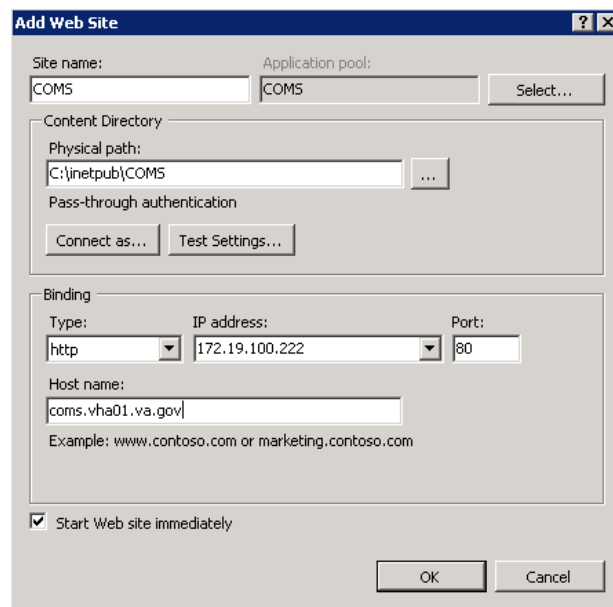 Add Web Site
Site name:
Application pool:
COMS
COMS
Select...
Content Directory
Physical path:
C:\inetpub\COMS
...
Pass-through authentication
Connect as...
Test Settings...
Binding
Type:
IP address:
Port:
http
172.19.100.222
80
Host name:
coms.vha01.va.gov
Example: www.contoso.com or marketing.contoso.com
Start Web site immediately
OK
Cancel